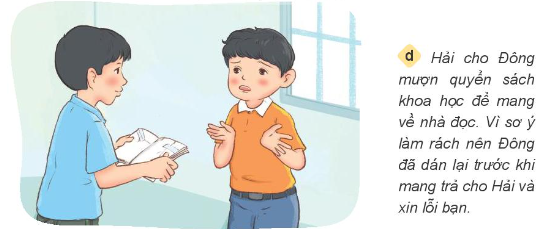 d Hải cho Đông
mượn quyển sách
khoa học để mang
về nhà đọc. Vì sơ ý
làm rách nên Đông
đã dán lại trước khi
mang trả cho Hải và
xin lỗi bạn.